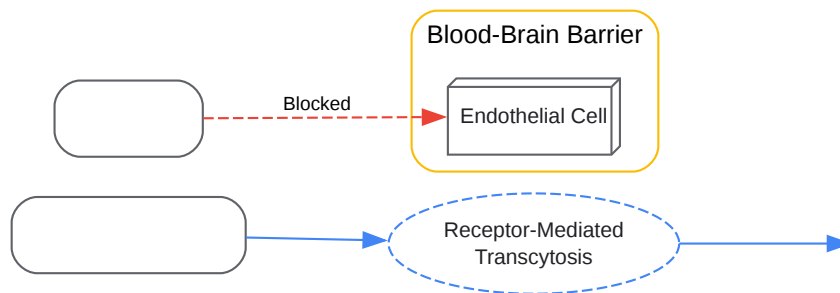 Blood-Brain Barrier
Blocked
Endothelial Cell
Receptor-Mediated
Transcytosis